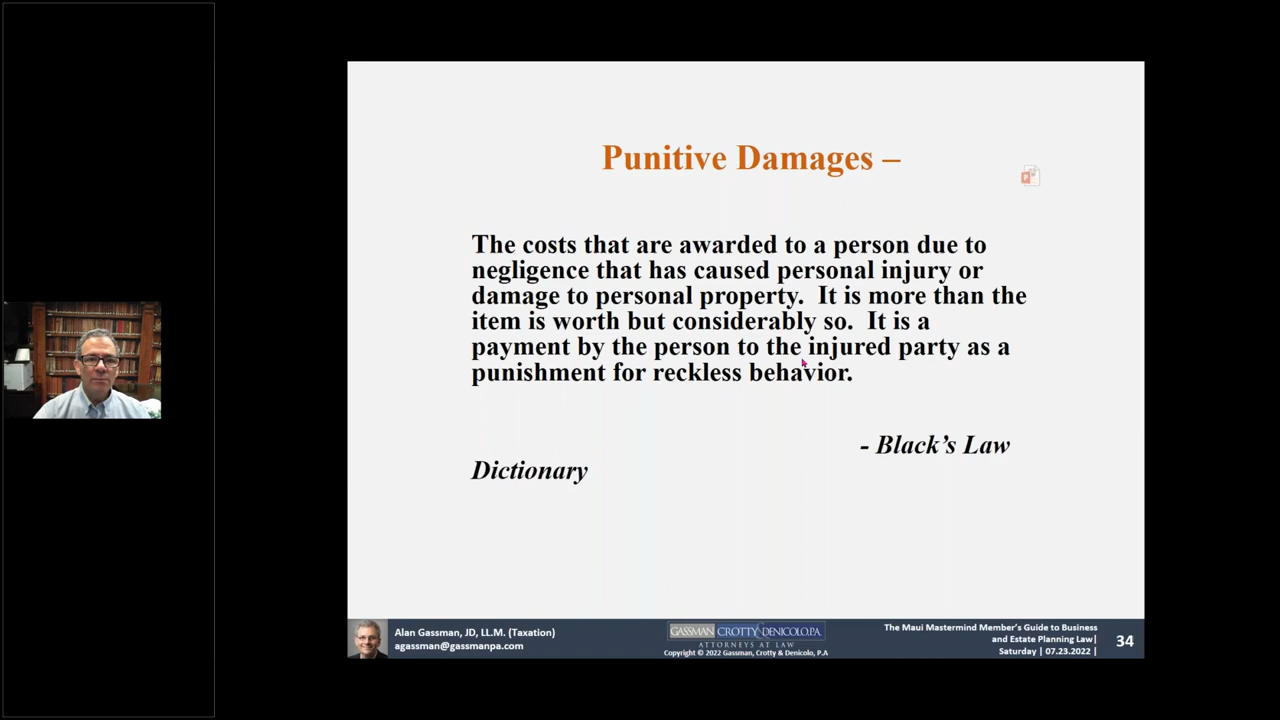 Punitive Damages –
The costs that are awarded to a person due to
negligence that has caused personal injury or
damage to personal property.  It is more than the
item is worth but considerably so.  It is a
payment by the person to the injured party as a
punishment for reckless behavior.
- Black’s Law
Dictionary
Alan Gassman, JD, LL.M. (Taxation)
agassman@gassmanpa.com
GASSMAN CROTTY & DENICOLO, P.A.
ATTORNEYS AT LAW
Copyright © 2022 Gassman, Crotty & Denicolo, P.A
The Maui Mastermind Member’s Guide to Business
and Estate Planning Law|
Saturday | 07.23.2022 |
34